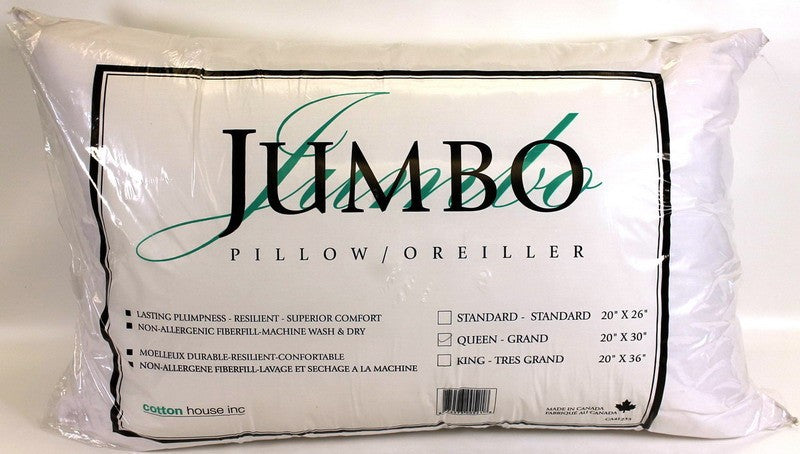 Jumbo
JUMBO
PILLOW/OREILLER
LASTING PLUMPNESS - RESILIENT - SUPERIOR COMFORT
NON-ALLERGENIC FIBERFILL-MACHINE WASH & DRY
MOELLEUX DURABLE-RESILIENT-CONFORTABLE
NON-ALLERGENE FIBERFILL-LAVAGE ET SECHAGE A LA MACHINE
STANDARD - STANDARD 20" X 26"
QUEEN - GRAND 20" X 30"
KING - TRES GRAND 20" X 36"
cotton house inc
MADE IN CANADA
FABRIQUE AU CANADA